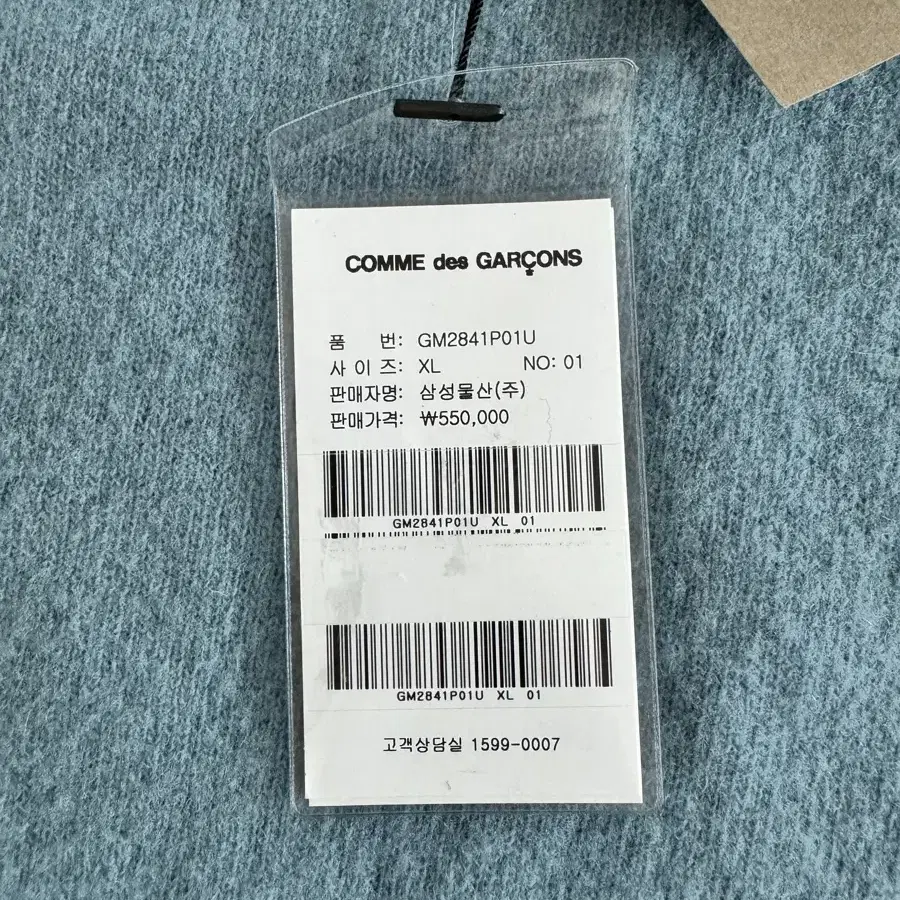 COMME des GARÇONS
품 번: GM2841P01U
사 이 즈: XL NO: 01
판매자명: 삼성물산(주)
판매가격: ₩550,000
GM2841P01U XL 01
GM2841P01U XL 01
고객상담실 1599-0007